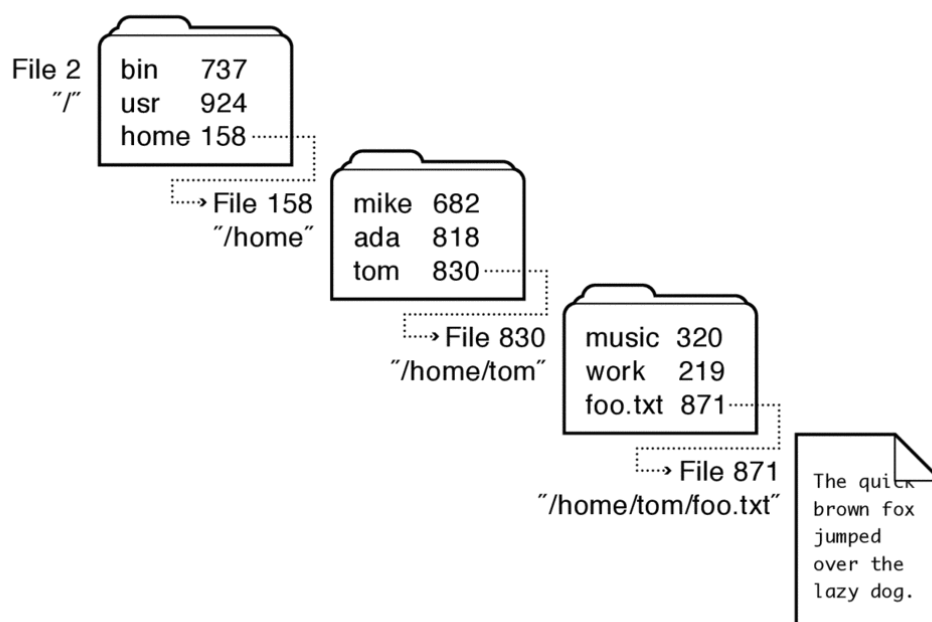 File 2
"/"
bin 737
usr 924
home 158
File 158
"/home"
mike 682
ada 818
tom 830
File 830
"/home/tom"
music 320
work 219
foo.txt 871
File 871
"/home/tom/foo.txt"
The quick
brown fox
jumped
over the
lazy dog.